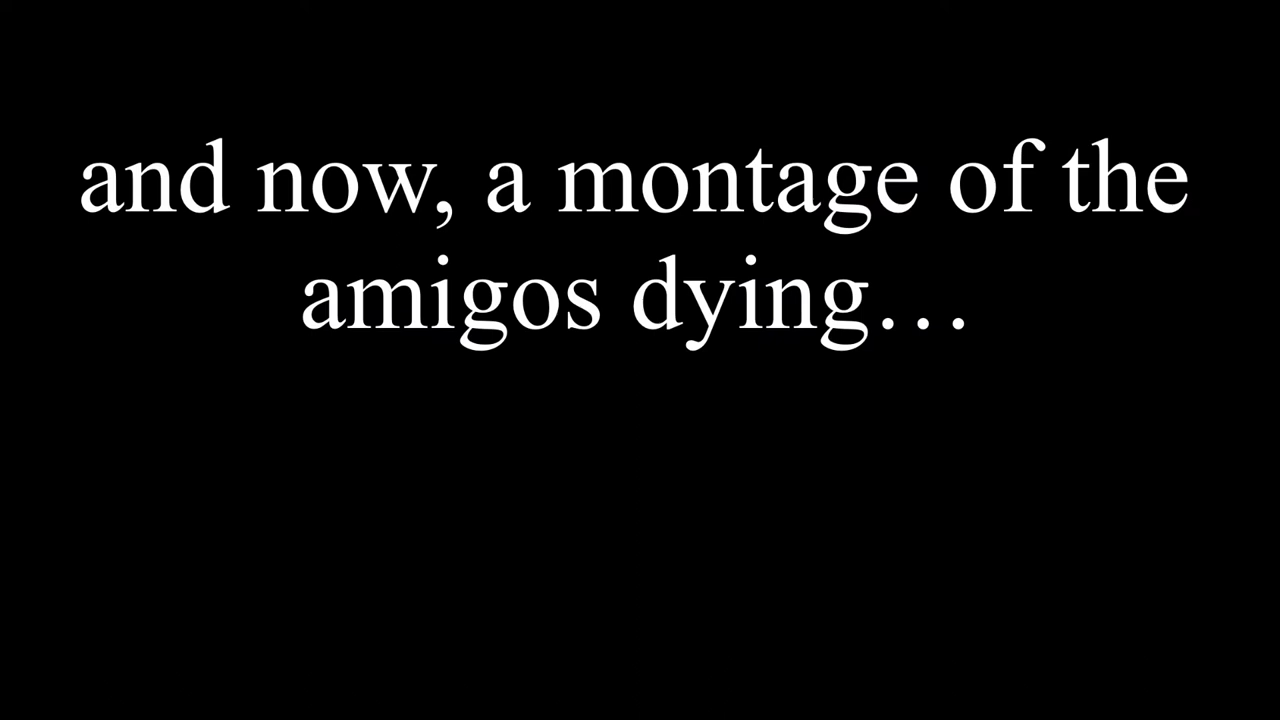 and now, a montage of the
amigos dying…